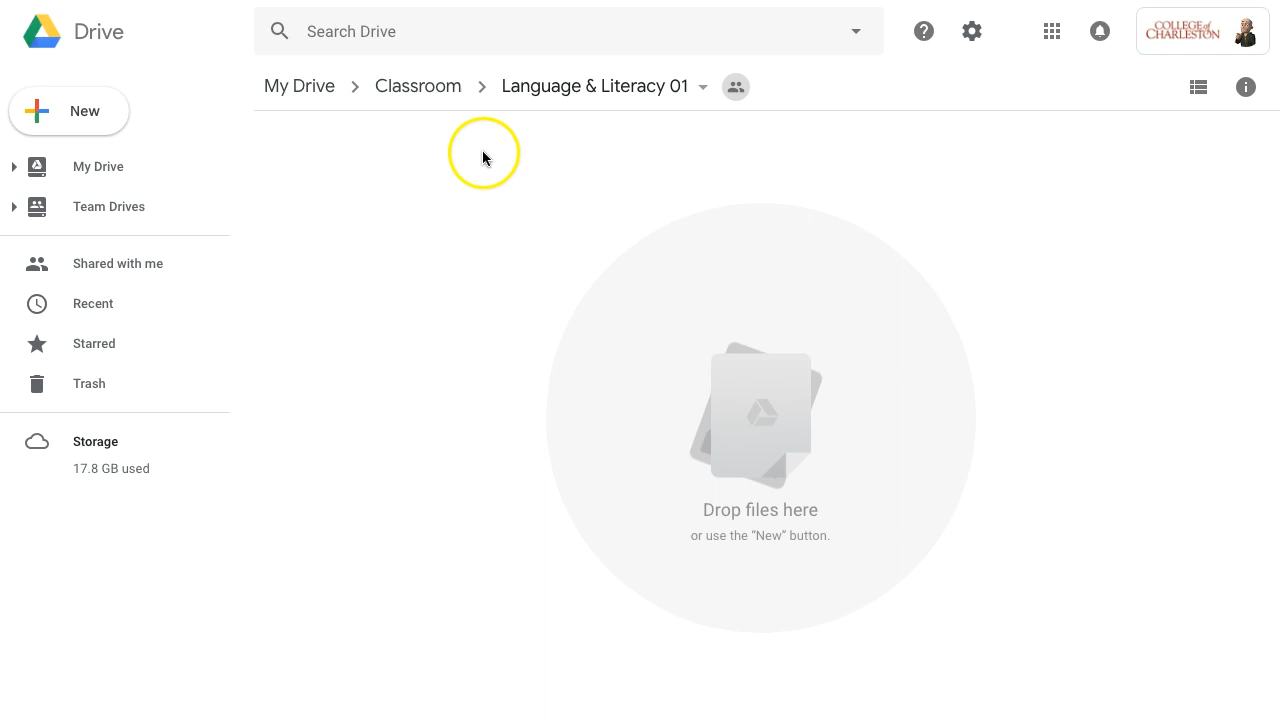 Drive
Search Drive
COLLEGE of
CHARLESTON
My Drive
Classroom
Language & Literacy 01
New
My Drive
Team Drives
Shared with me
Recent
Starred
Trash
Storage
17.8 GB used
Drop files here
or use the “New” button.